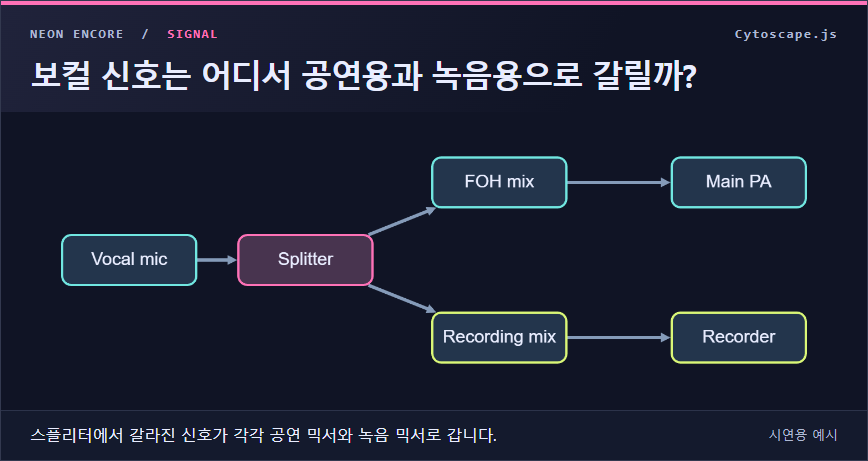 NEON ENCORE / SIGNAL
Cytoscape.js
보컬 신호는 어디서 공연용과 녹음용으로 갈릴까?
FOH mix
Main PA
Vocal mic
Splitter
Recording mix
Recorder
스플리터에서 갈라진 신호가 각각 공연 믹서와 녹음 믹서로 갑니다.
시연용 예시